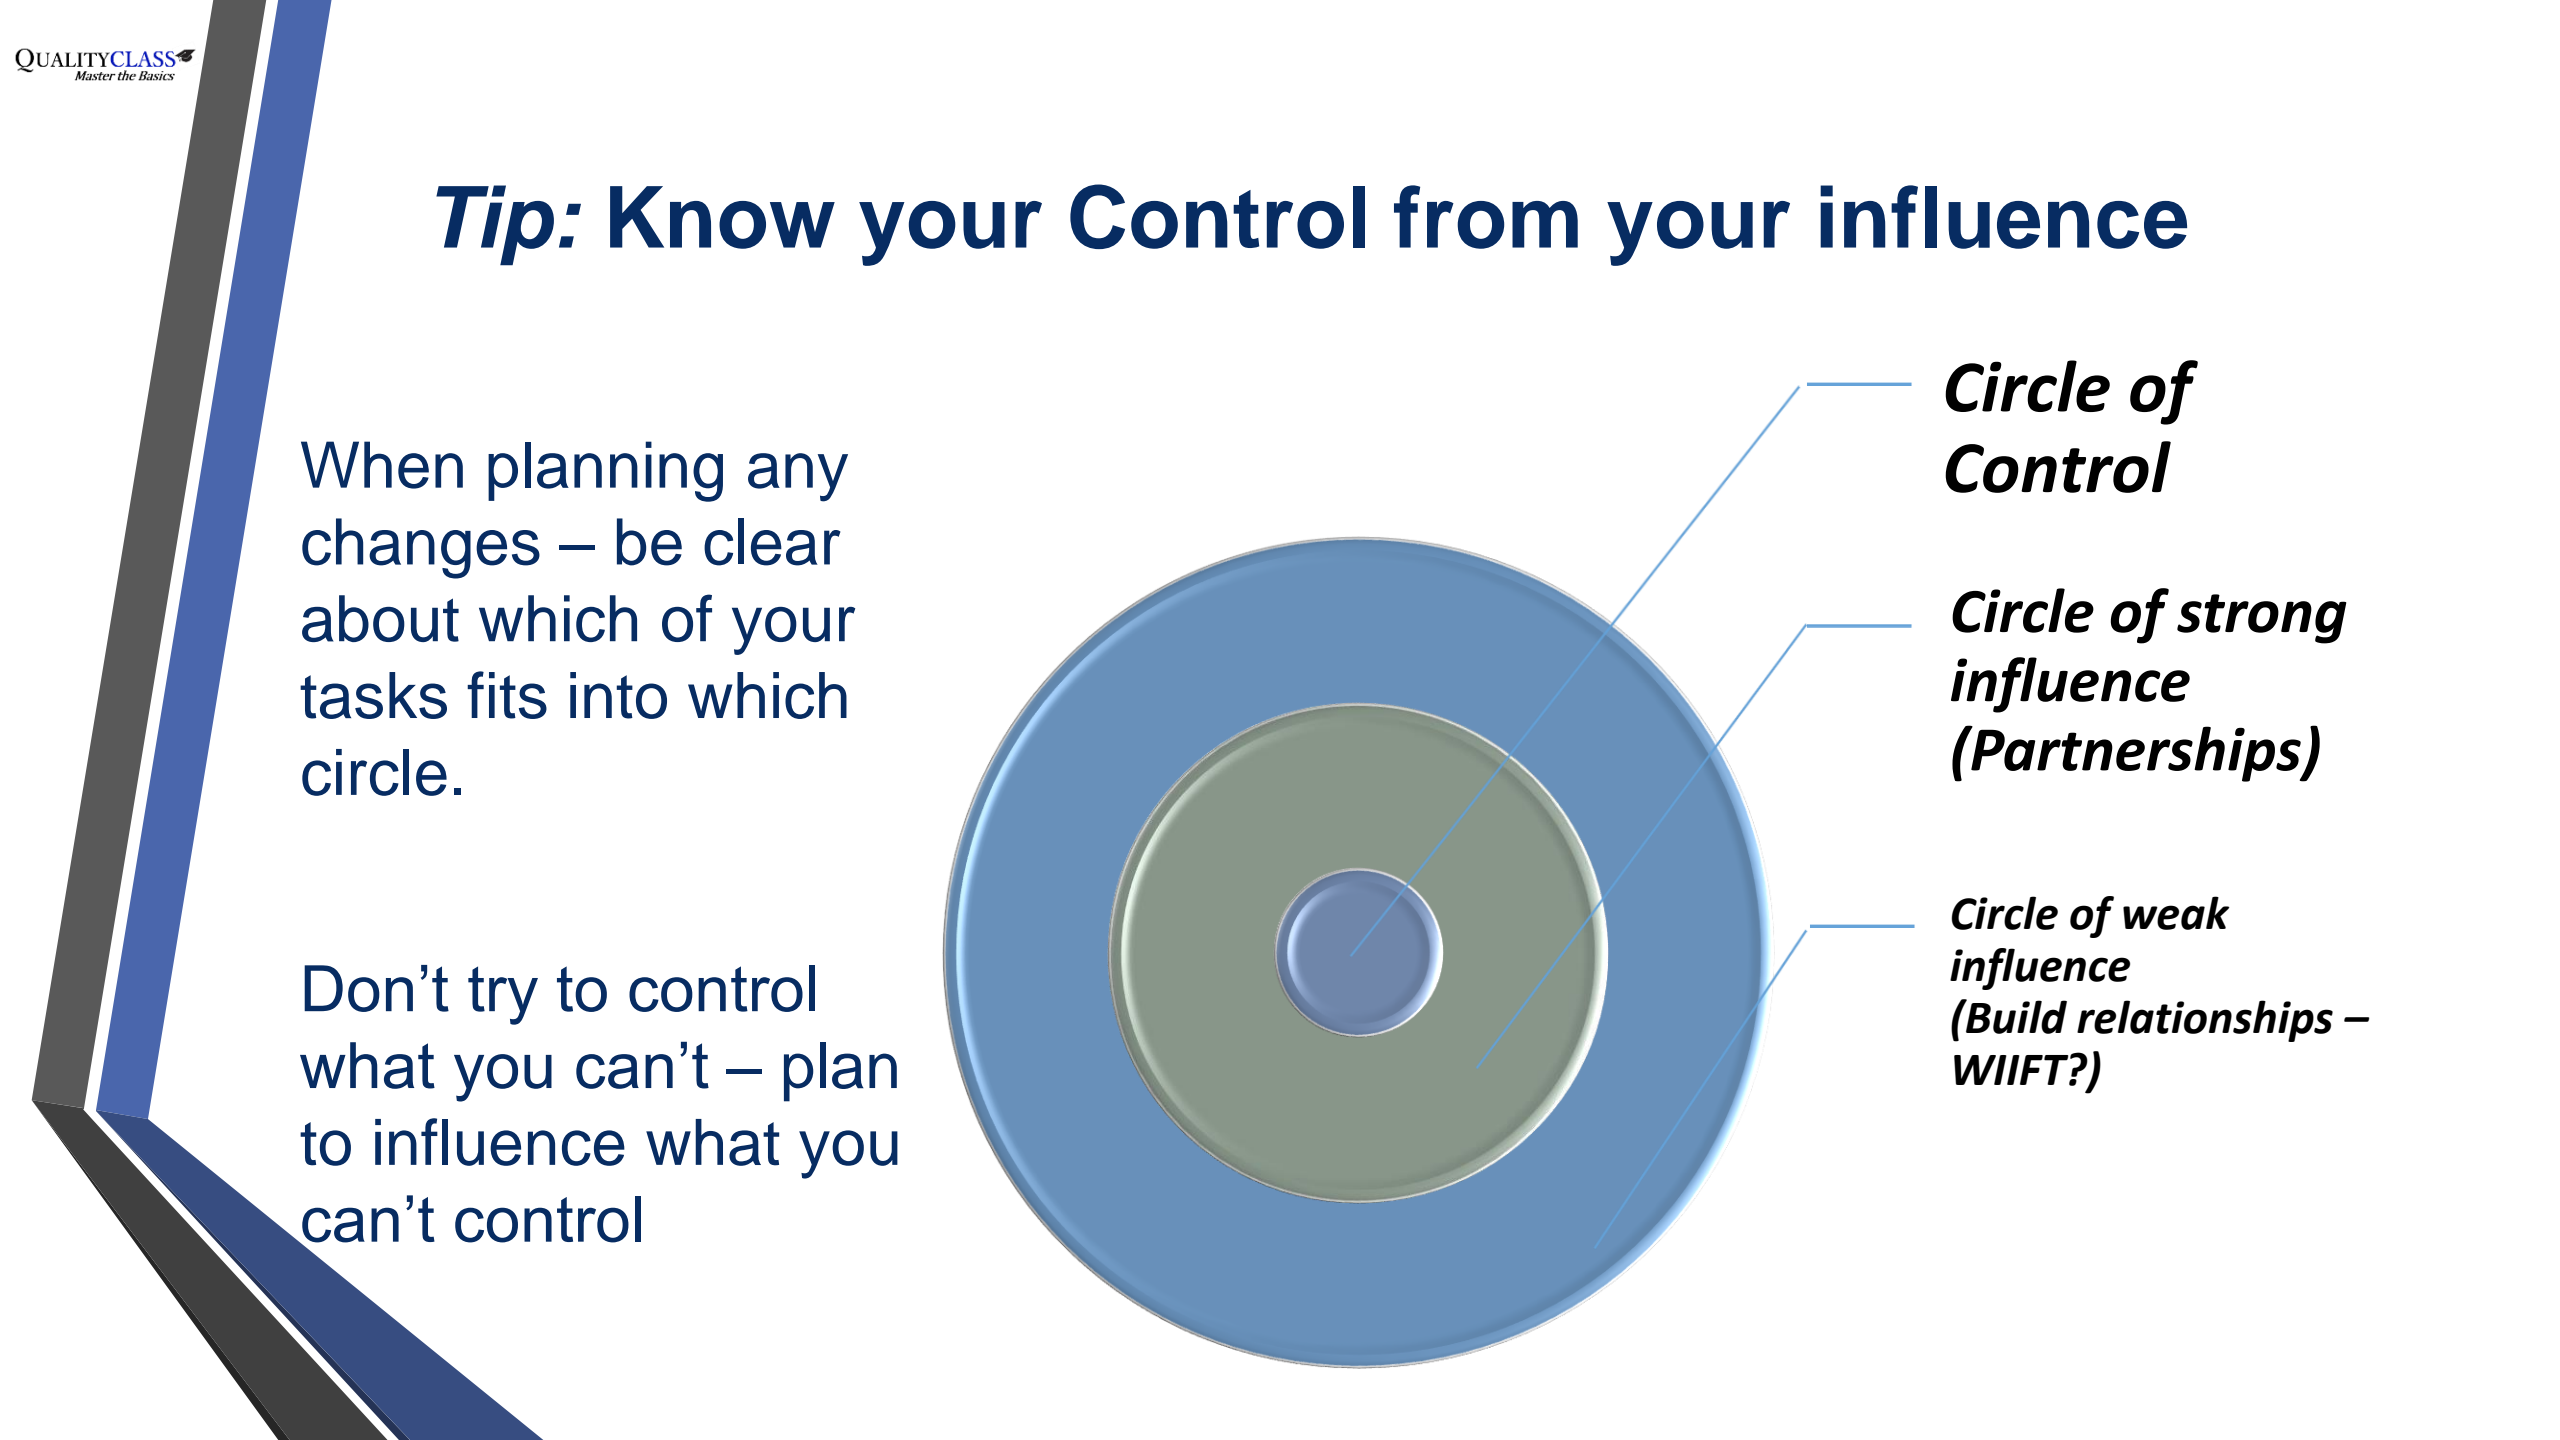 QUALITYCLASS
Master the Basics
Tip: Know your Control from your influence
When planning any
changes – be clear
about which of your
tasks fits into which
circle.
Don’t try to control
what you can’t – plan
to influence what you
can’t control
Circle of
Control
Circle of strong
influence
(Partnerships)
Circle of weak
influence
(Build relationships –
WIIFT?)